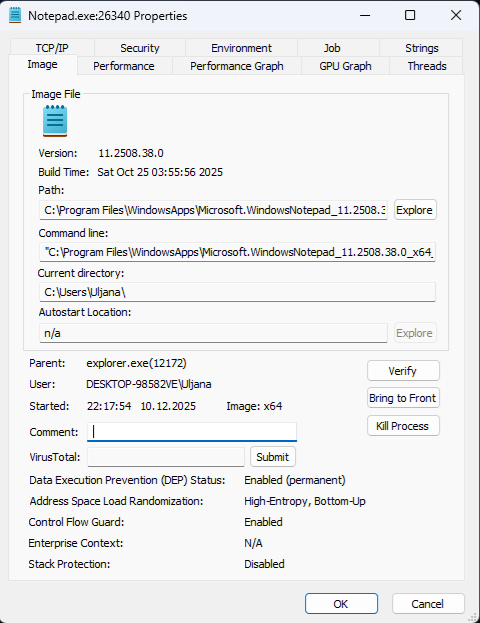 Notepad.exe:26340 Properties
TCP/IP Security Environment Job Strings
Image Performance Performance Graph GPU Graph Threads
Image File
Version: 11.2508.38.0
Build Time: Sat Oct 25 03:55:56 2025
Path:
C:\Program Files\WindowsApps\Microsoft.WindowsNotepad_11.2508.3 Explore
Command line:
"C:\Program Files\WindowsApps\Microsoft.WindowsNotepad_11.2508.38.0_x64_
Current directory:
C:\Users\Uljana\
Autostart Location:
n/a Explore
Parent: explorer.exe(12172)
Verify
User: DESKTOP-98582VE\Uljana
Bring to Front
Started: 22:17:54 10.12.2025 Image: x64
Kill Process
Comment:
VirusTotal: Submit
Data Execution Prevention (DEP) Status: Enabled (permanent)
Address Space Load Randomization: High-Entropy, Bottom-Up
Control Flow Guard: Enabled
Enterprise Context: N/A
Stack Protection: Disabled
OK Cancel